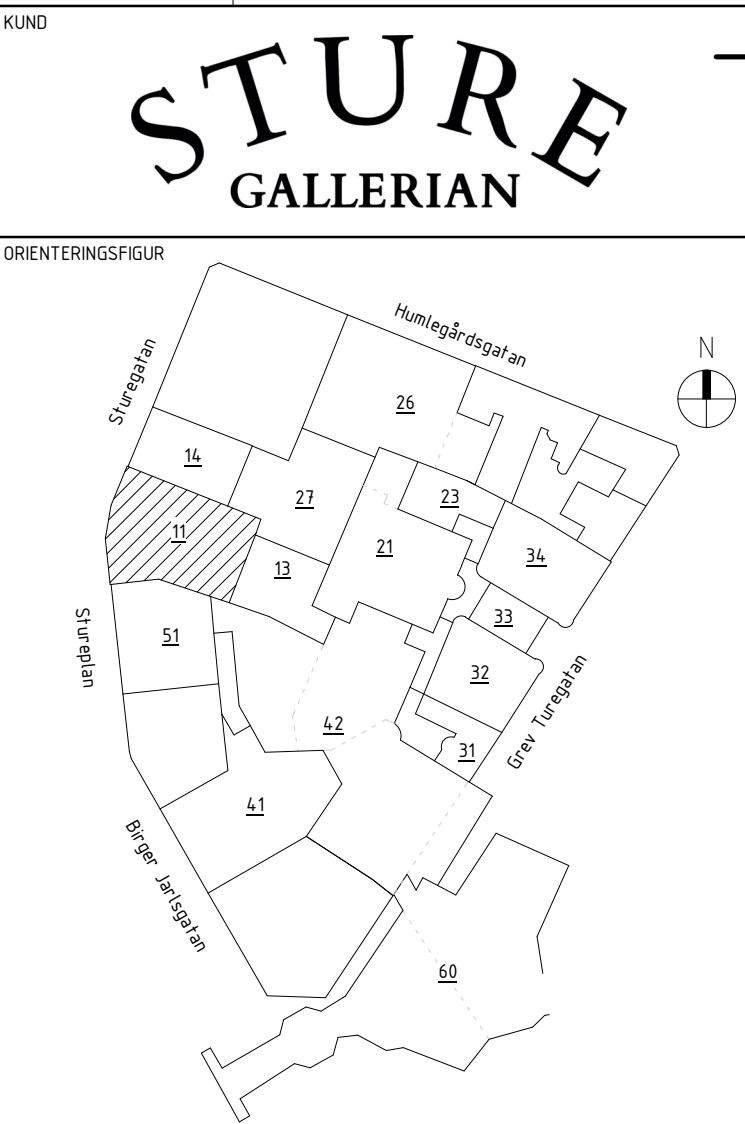 KUND
STURE
GALLERIAN
ORIENTERINGSFIGUR
Humlegårdsgatan
N
Sturegatan
26
14
27
23
11
21
34
13
33
51
Stureplan
32
42
Grev Turegatan
31
41
Birger Jarlsgatan
60